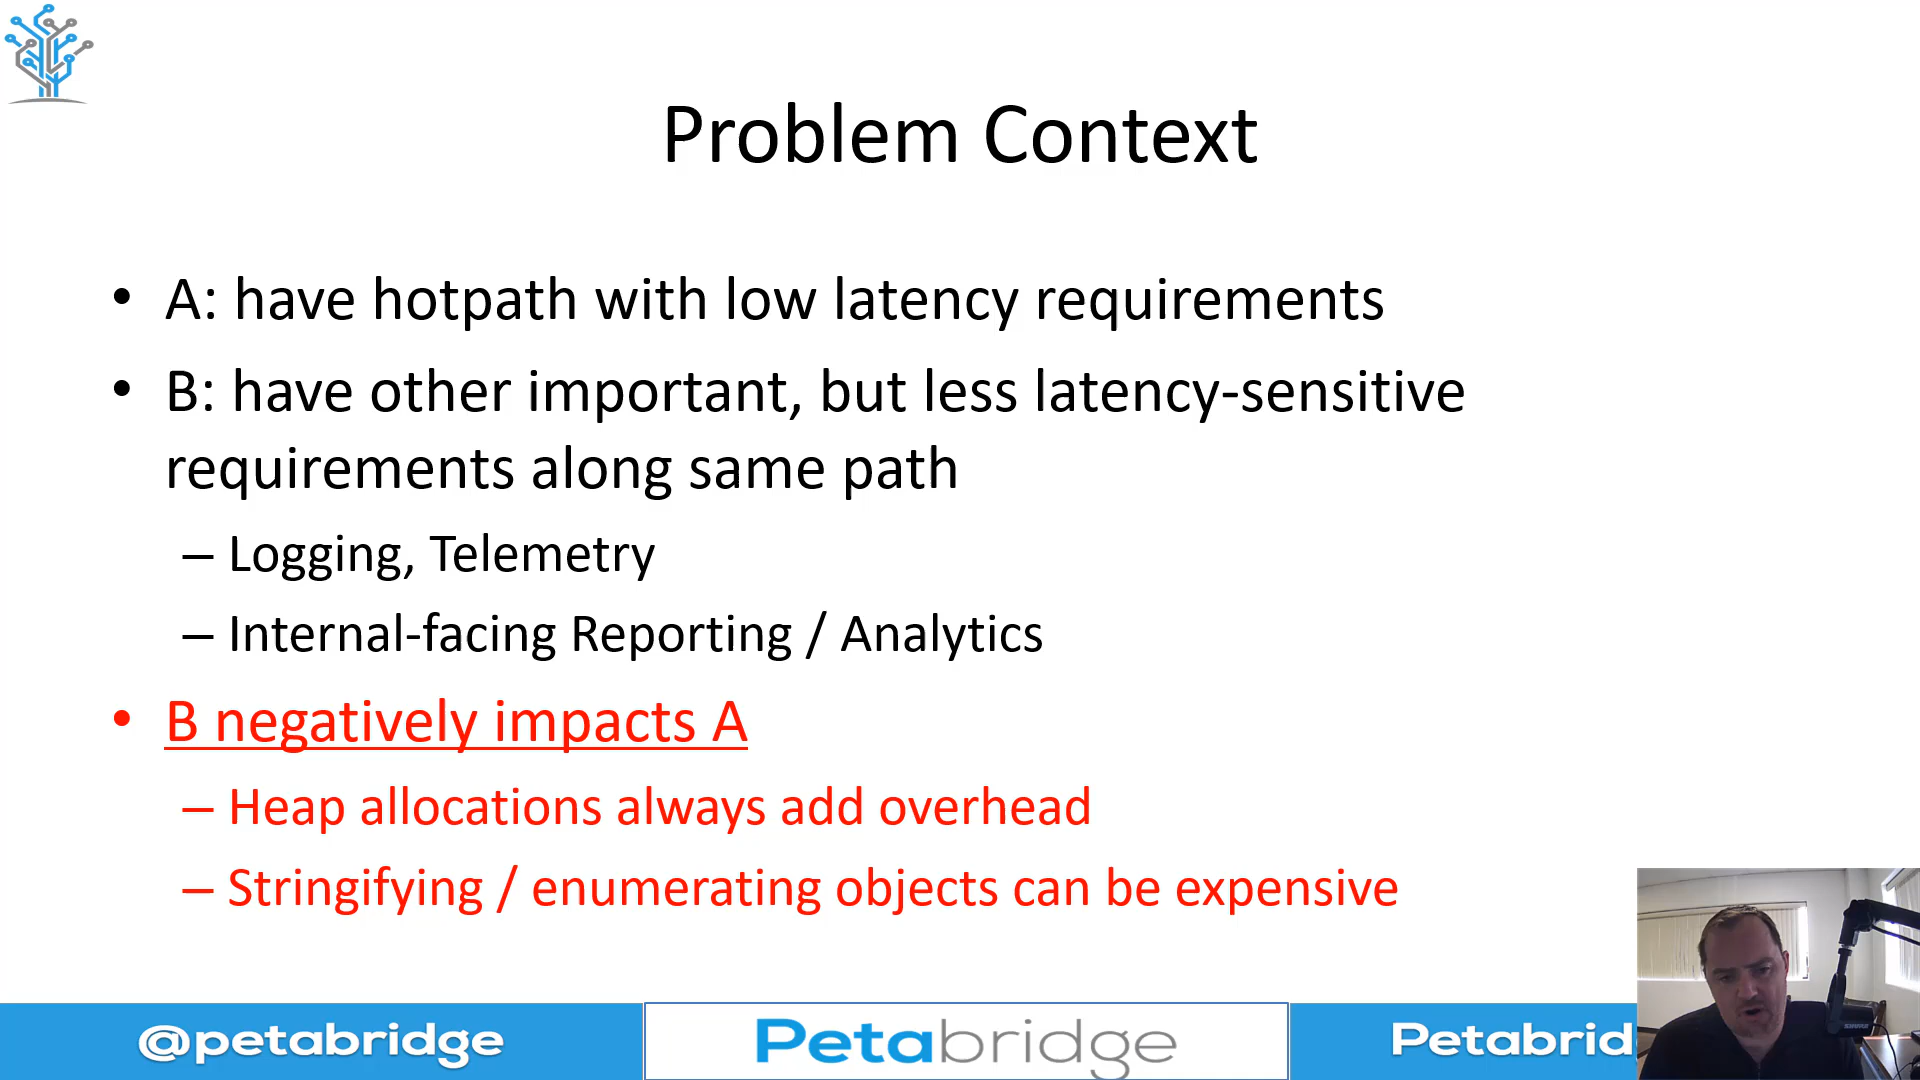 Problem Context
• A: have hotpath with low latency requirements
• B: have other important, but less latency-sensitive
requirements along same path
– Logging, Telemetry
– Internal-facing Reporting / Analytics
• B negatively impacts A
– Heap allocations always add overhead
– Stringifying / enumerating objects can be expensive
@petabridge
Petabridge
Petabrid